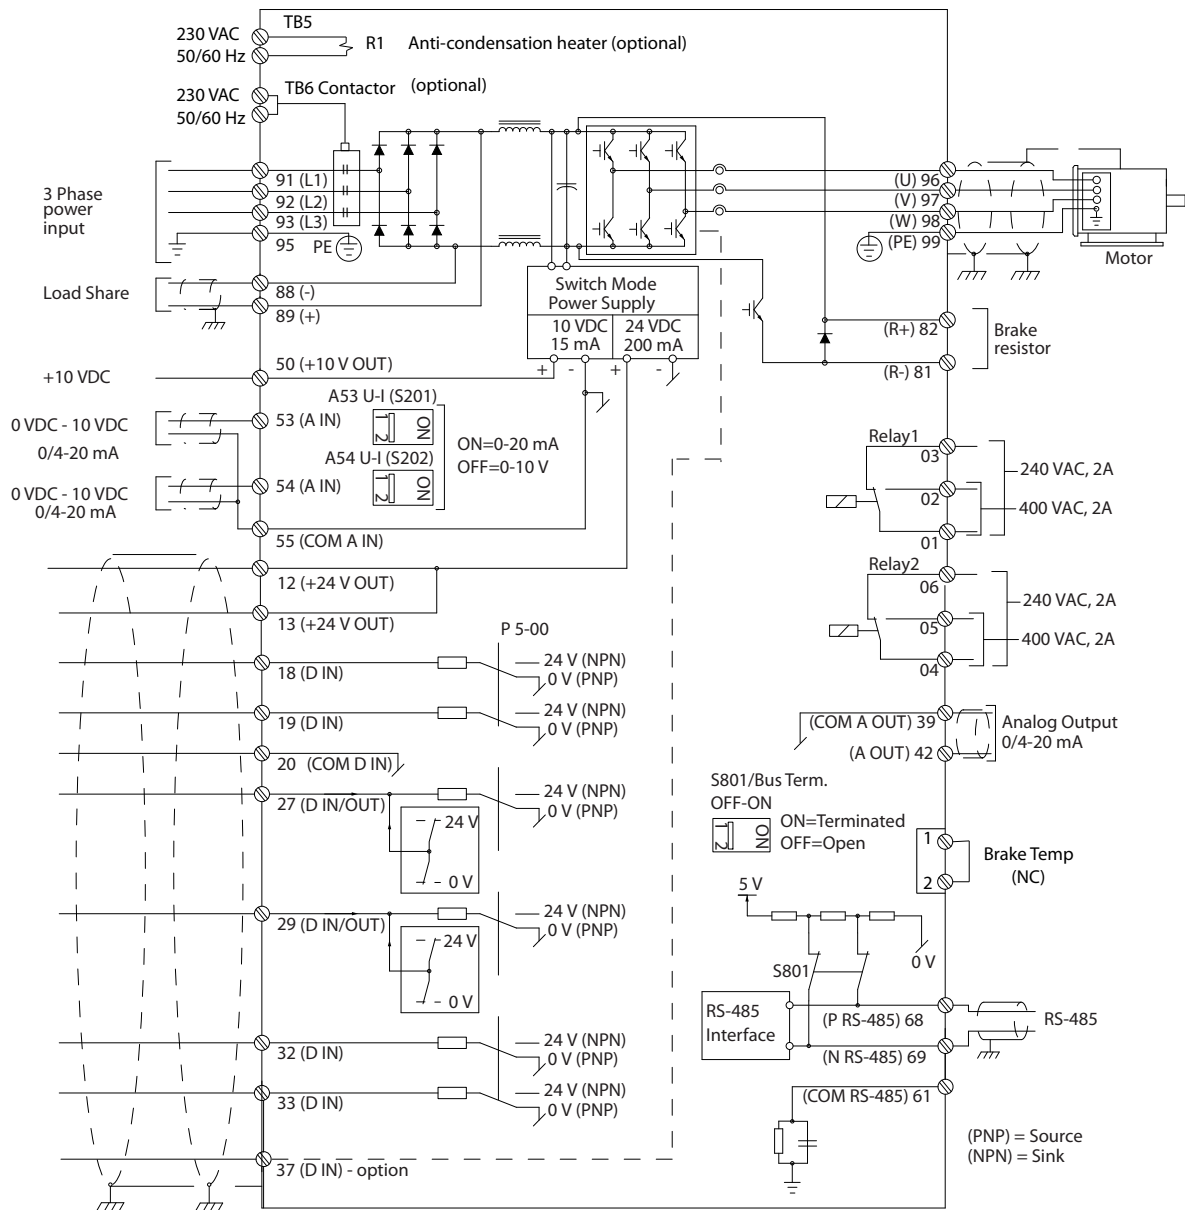 TB5
230 VAC
50/60 Hz
R1
Anti-condensation heater (optional)
TB6 Contactor
(optional)
230 VAC
50/60 Hz
3 Phase
power
input
91 (L1)
92 (L2)
93 (L3)
95
PE
(U) 96
(V) 97
(W) 98
(PE) 99
Motor
Load Share
88 (-)
89 (+)
Switch Mode
Power Supply
10 VDC
15 mA
24 VDC
200 mA
+
-
+
-
(R+) 82
(R-) 81
Brake
resistor
+10 VDC
50 (+10 V OUT)
0 VDC - 10 VDC
0/4-20 mA
53 (A IN)
A53 U-I (S201)
1 2
ON
ON=0-20 mA
OFF=0-10 V
A54 U-I (S202)
1 2
ON
0 VDC - 10 VDC
0/4-20 mA
54 (A IN)
55 (COM A IN)
Relay1
03
02
01
240 VAC, 2A
400 VAC, 2A
Relay2
06
05
04
240 VAC, 2A
400 VAC, 2A
12 (+24 V OUT)
13 (+24 V OUT)
P 5-00
18 (D IN)
24 V (NPN)
0 V (PNP)
19 (D IN)
24 V (NPN)
0 V (PNP)
20 (COM D IN)
27 (D IN/OUT)
24 V (NPN)
0 V (PNP)
24 V
0 V
29 (D IN/OUT)
24 V (NPN)
0 V (PNP)
24 V
0 V
32 (D IN)
24 V (NPN)
0 V (PNP)
33 (D IN)
24 V (NPN)
0 V (PNP)
37 (D IN) - option
(COM A OUT) 39
(A OUT) 42
Analog Output
0/4-20 mA
S801/Bus Term.
OFF-ON
1 2
ON
ON=Terminated
OFF=Open
1
2
Brake Temp
(NC)
5 V
0 V
S801
RS-485
Interface
(P RS-485) 68
(N RS-485) 69
RS-485
(COM RS-485) 61
(PNP) = Source
(NPN) = Sink